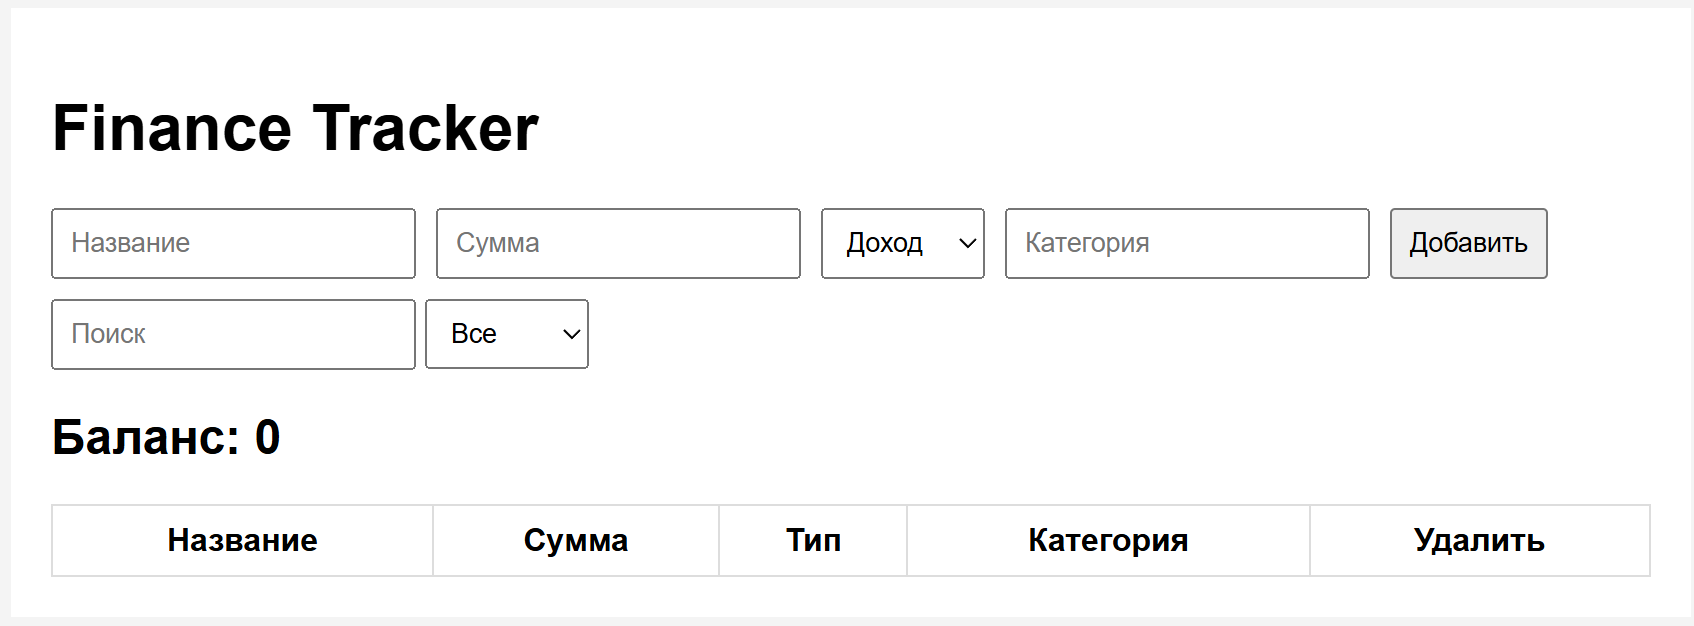 Finance Tracker
Название Сумма Доход Категория Добавить
Поиск Все
Баланс: 0
Название Сумма Тип Категория Удалить